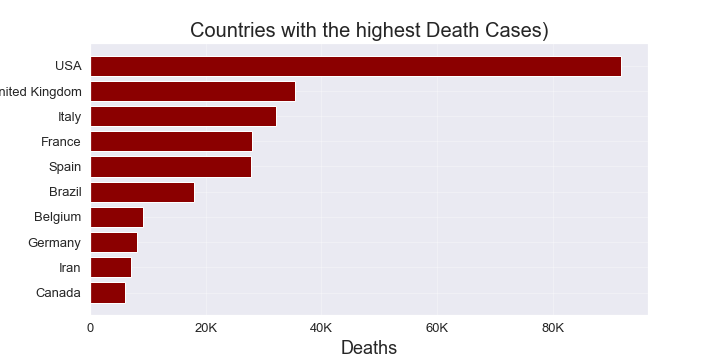 Countries with the highest Death Cases)
USA
nited Kingdom
Italy
France
Spain
Brazil
Belgium
Germany
Iran
Canada
0 20K 40K 60K 80K
Deaths